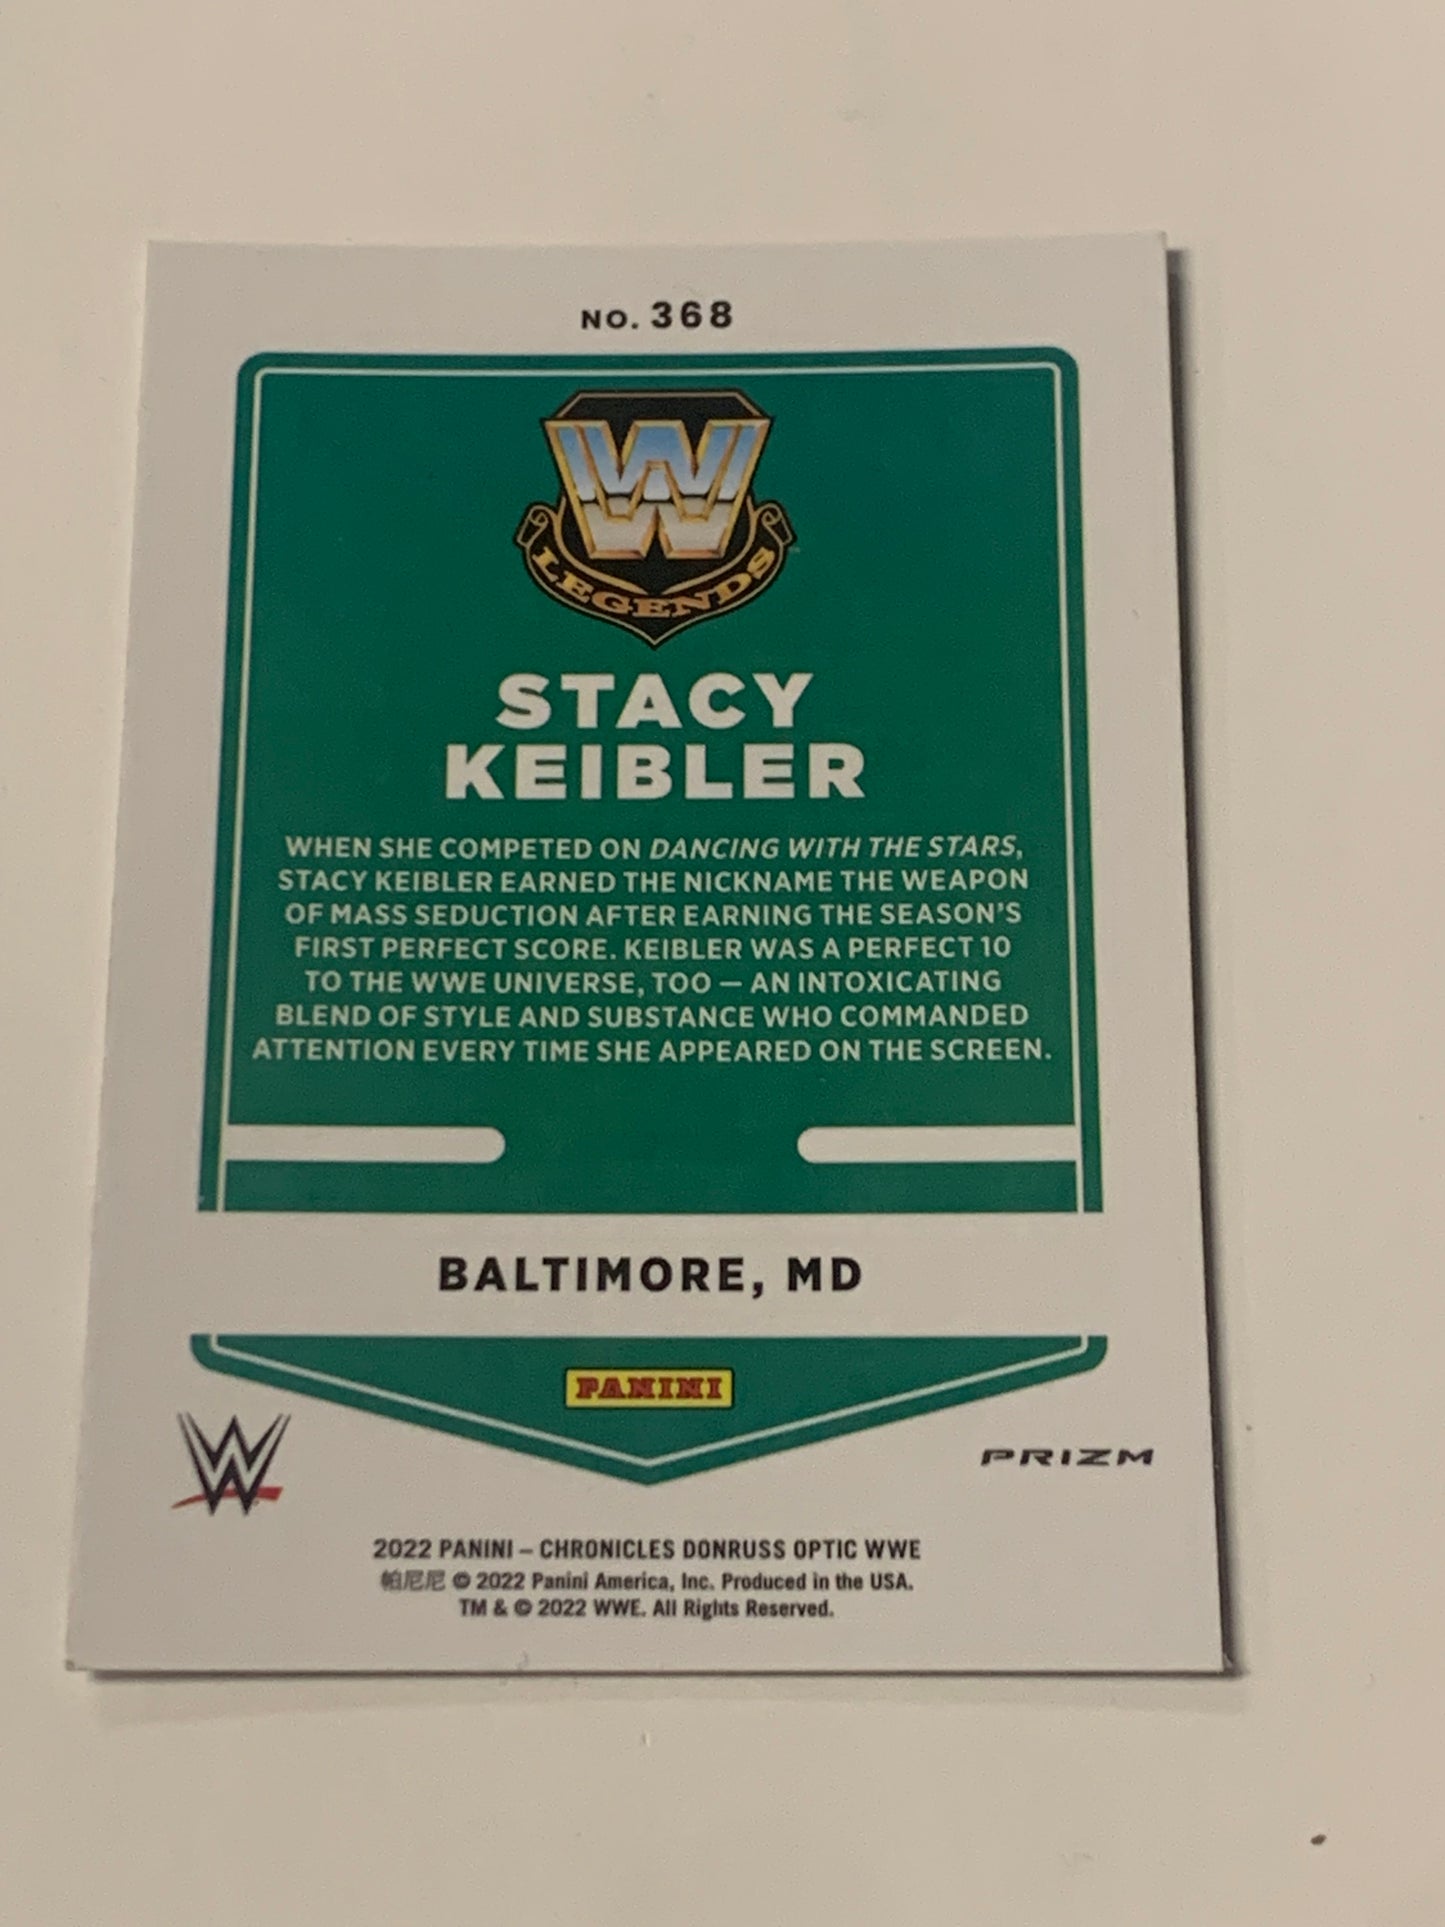 NO. 368
W
LEGENDS
STACY
KEIBLER
WHEN SHE COMPETED ON DANCING WITH THE STARS,
STACY KEIBLER EARNED THE NICKNAME THE WEAPON
OF MASS SEDUCTION AFTER EARNING THE SEASON'S
FIRST PERFECT SCORE. KEIBLER WAS A PERFECT 10
TO THE WWE UNIVERSE, TOO — AN INTOXICATING
BLEND OF STYLE AND SUBSTANCE WHO COMMANDED
ATTENTION EVERY TIME SHE APPEARED ON THE SCREEN.
BALTIMORE, MD
PANINI
W
PRIZM
2022 PANINI – CHRONICLES DONRUSS OPTIC WWE
帕尼尼 © 2022 Panini America, Inc. Produced in the USA.
TM & © 2022 WWE. All Rights Reserved.